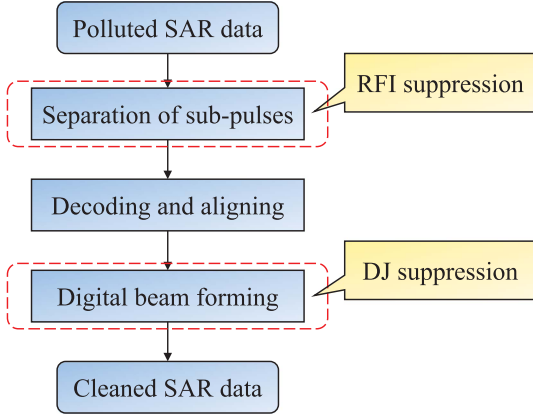 Polluted SAR data
RFI suppression
Separation of sub-pulses
Decoding and aligning
DJ suppression
Digital beam forming
Cleaned SAR data